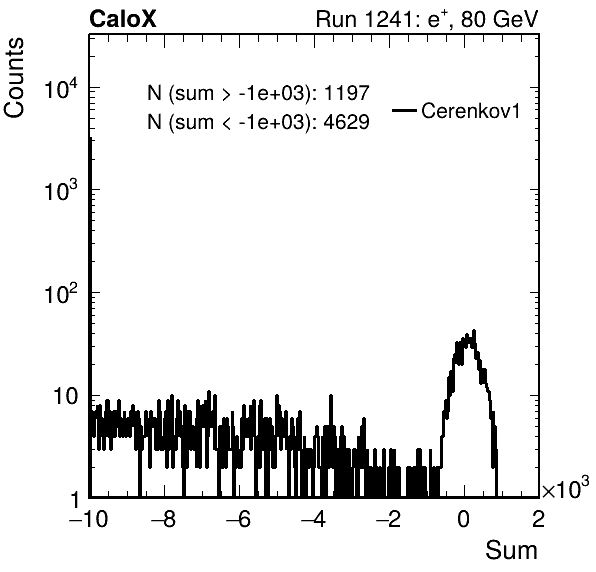 CaloX Run 1241: e⁺, 80 GeV
Counts
N (sum > -1e+03): 1197
N (sum < -1e+03): 4629
Cerenkov1
10⁴
10³
10²
10
1
−10 −8 −6 −4 −2 0 2
×10³
Sum